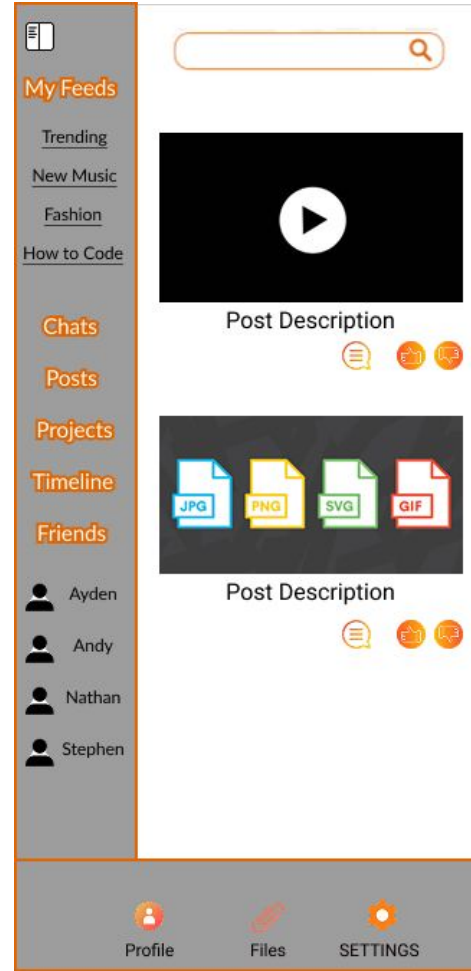 My Feeds
Trending
New Music
Fashion
How to Code
Chats
Posts
Projects
Timeline
Friends
Ayden
Andy
Nathan
Stephen
Post Description
JPG PNG SVG GIF
Post Description
Profile Files SETTINGS